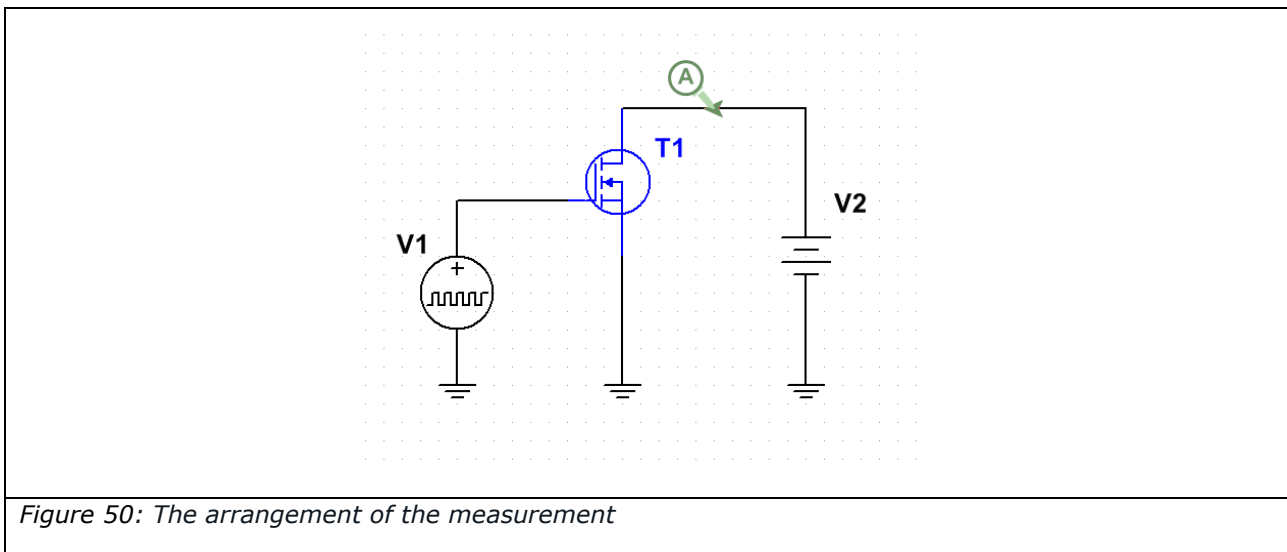 A
T1
V2
V1
+
Figure 50: The arrangement of the measurement